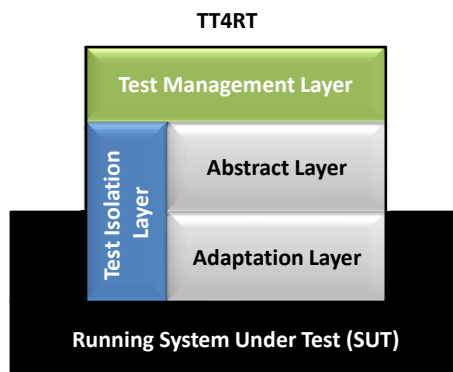 TT4RT
Test Management Layer
Test Isolation
Layer
Abstract Layer
Adaptation Layer
Running System Under Test (SUT)